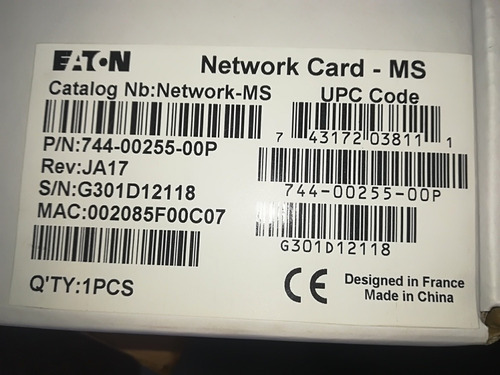 EATON
Network Card - MS
Catalog Nb:Network-MS
UPC Code
7 43172 03811 1
P/N:744-00255-00P
Rev:JA17
744-00255-00P
S/N:G301D12118
MAC:002085F00C07
G301D12118
Q'TY:1PCS
CE
Designed in France
Made in China